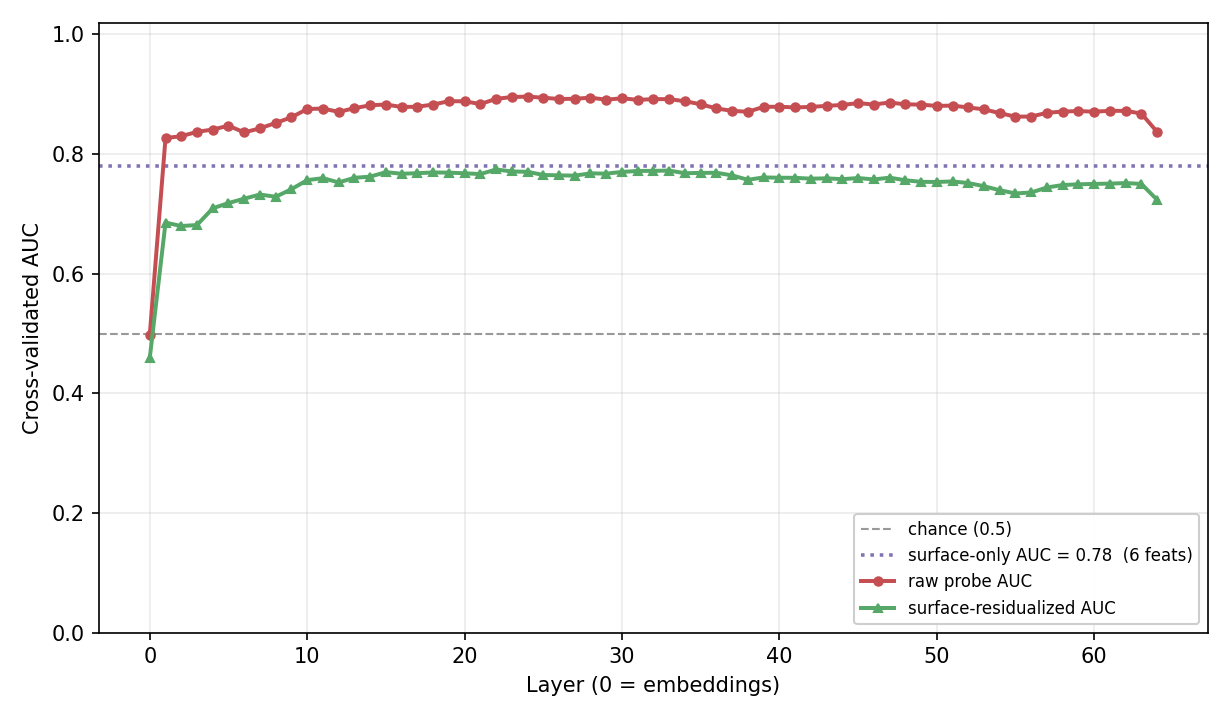 1.0
0.8
0.6
0.4
0.2
0.0
Cross-validated AUC
0 10 20 30 40 50 60
Layer (0 = embeddings)
chance (0.5)
surface-only AUC = 0.78 (6 feats)
raw probe AUC
surface-residualized AUC